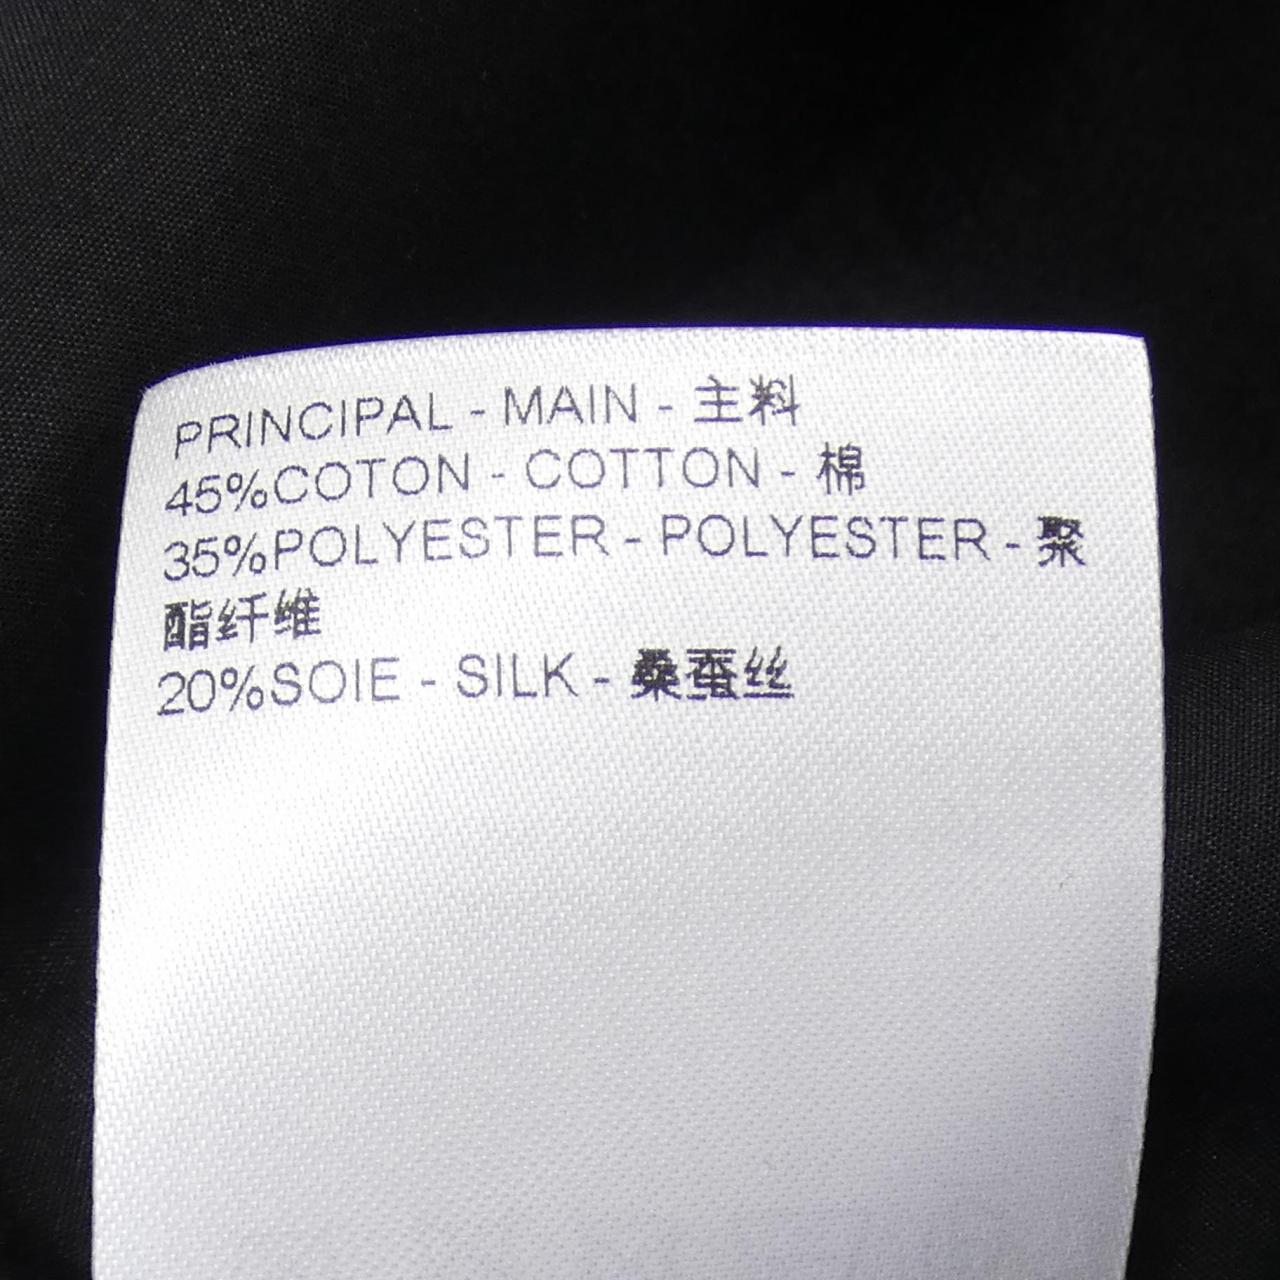 PRINCIPAL - MAIN - 主料
45%COTON - COTTON - 棉
35%POLYESTER - POLYESTER - 聚
酯纤维
20%SOIE - SILK - 桑蚕丝